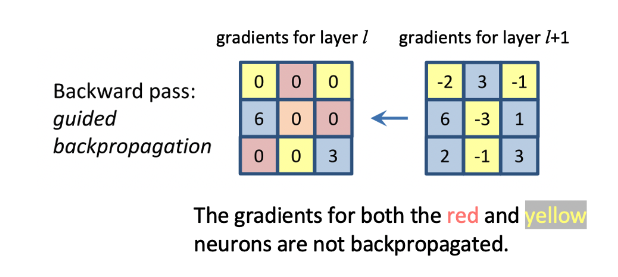 gradients for layer l gradients for layer l+1
0 0 0 -2 3 -1
Backward pass:
guided
backpropagation
6 0 0 6 -3 1
0 0 3 2 -1 3
The gradients for both the red and yellow
neurons are not backpropagated.